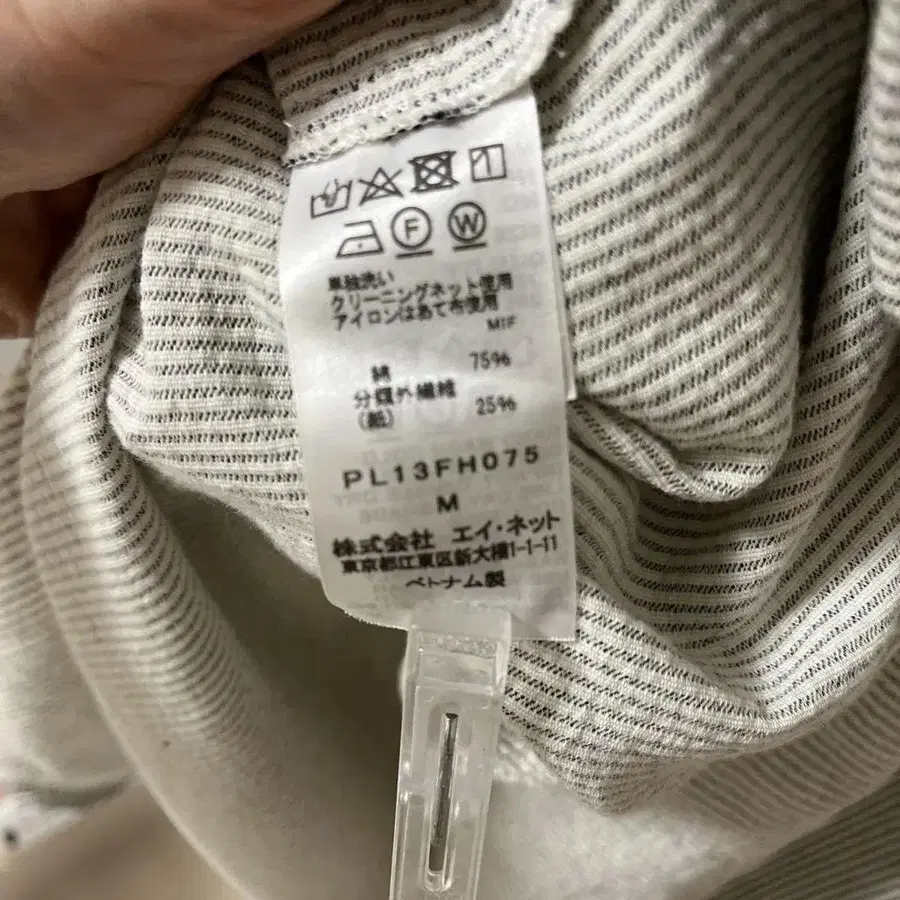 F W
単独洗い
クリーニングネット使用
アイロンはあて布使用
MTF
綿 75%
分類外繊維
(紙) 25%
PL13FH075
M
株式会社 エイ・ネット
東京都江東区新大橋1-1-11
ベトナム製